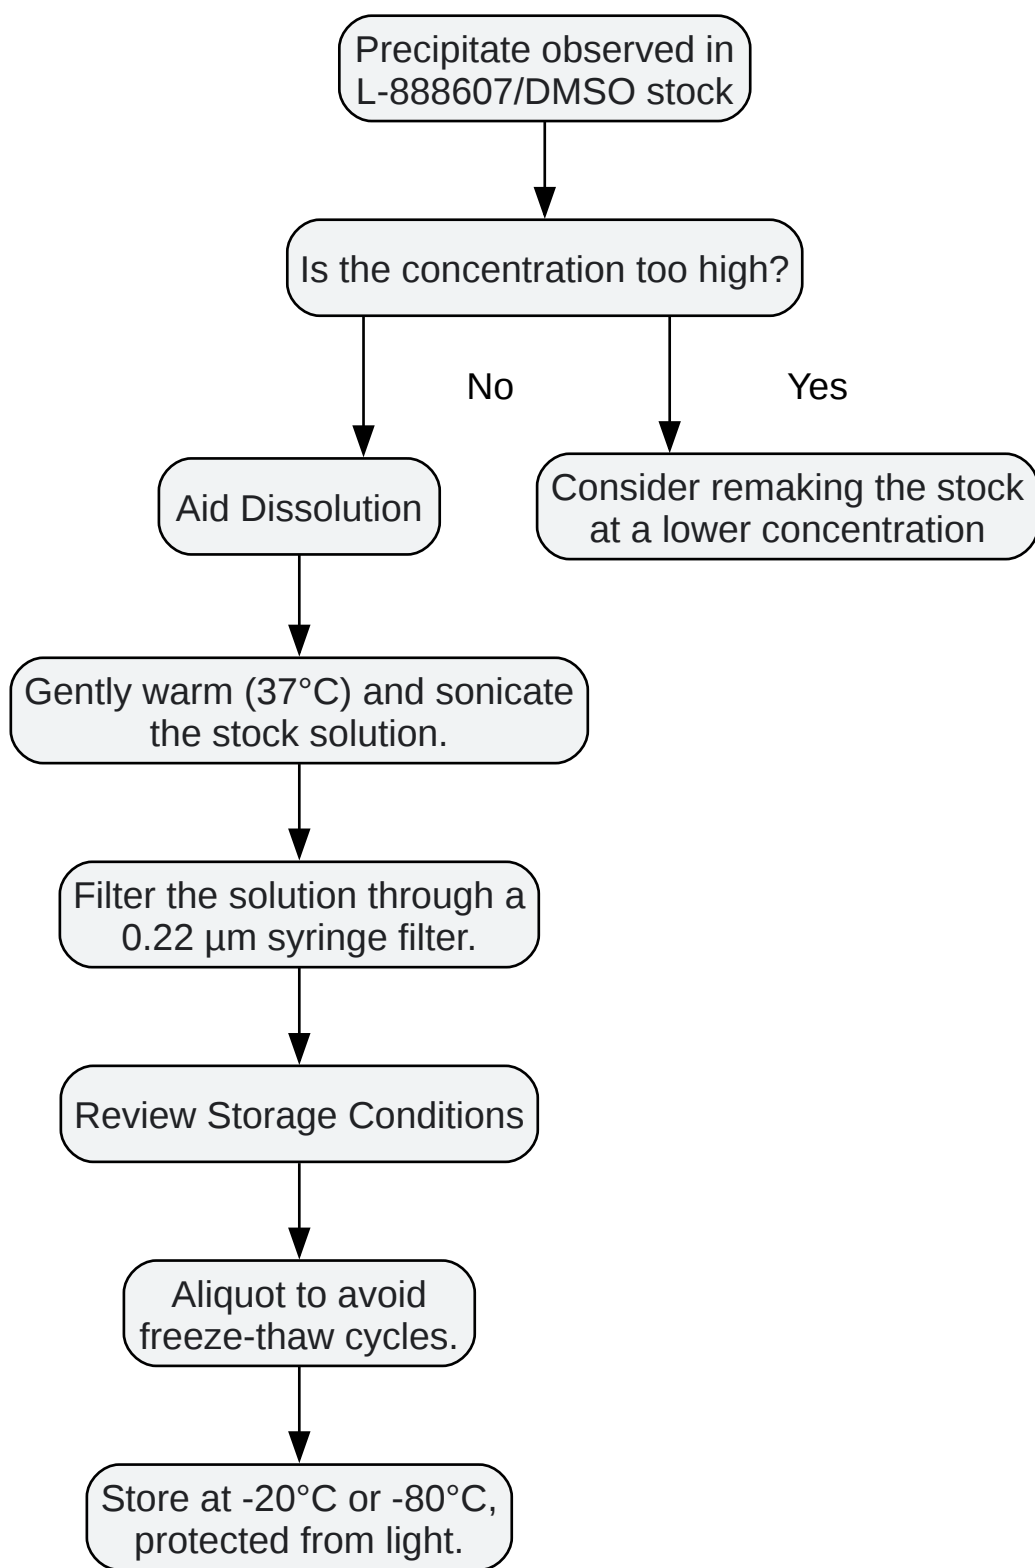 Precipitate observed in
L-888607/DMSO stock
Is the concentration too high?
No
Yes
Aid Dissolution
Consider remaking the stock
at a lower concentration
Gently warm (37°C) and sonicate
the stock solution.
Filter the solution through a
0.22 µm syringe filter.
Review Storage Conditions
Aliquot to avoid
freeze-thaw cycles.
Store at -20°C or -80°C,
protected from light.